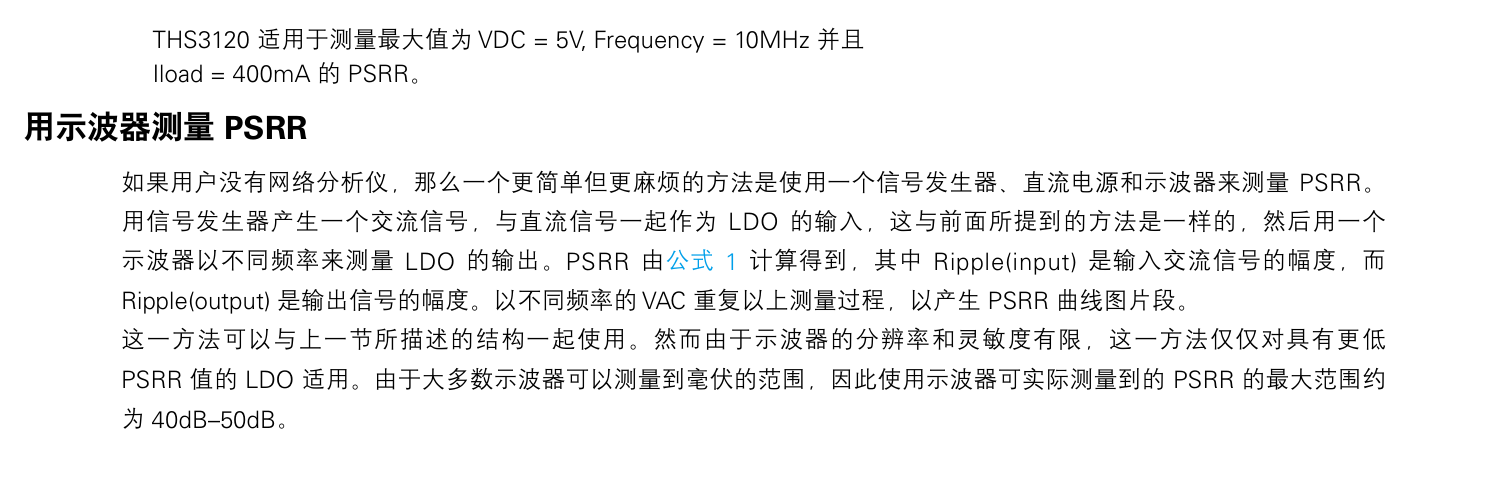 THS3120 适用于测量最大值为 VDC = 5V, Frequency = 10MHz 并且
Iload = 400mA 的 PSRR。
用示波器测量 PSRR
如果用户没有网络分析仪，那么一个更简单但更麻烦的方法是使用一个信号发生器、直流电源和示波器来测量 PSRR。
用信号发生器产生一个交流信号，与直流信号一起作为 LDO 的输入，这与前面所提到的方法是一样的，然后用一个
示波器以不同频率来测量 LDO 的输出。PSRR 由公式 1 计算得到，其中 Ripple(input) 是输入交流信号的幅度，而
Ripple(output) 是输出信号的幅度。以不同频率的 VAC 重复以上测量过程，以产生 PSRR 曲线图片段。
这一方法可以与上一节所描述的结构一起使用。然而由于示波器的分辨率和灵敏度有限，这一方法仅仅对具有更低
PSRR 值的 LDO 适用。由于大多数示波器可以测量到毫伏的范围，因此使用示波器可实际测量到的 PSRR 的最大范围约
为 40dB–50dB。